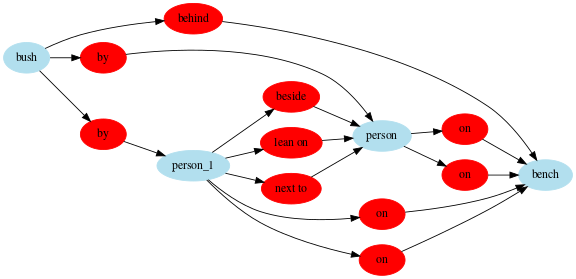 behind
bush
by
beside
by
person
on
lean on
person_1
on
bench
next to
on
on